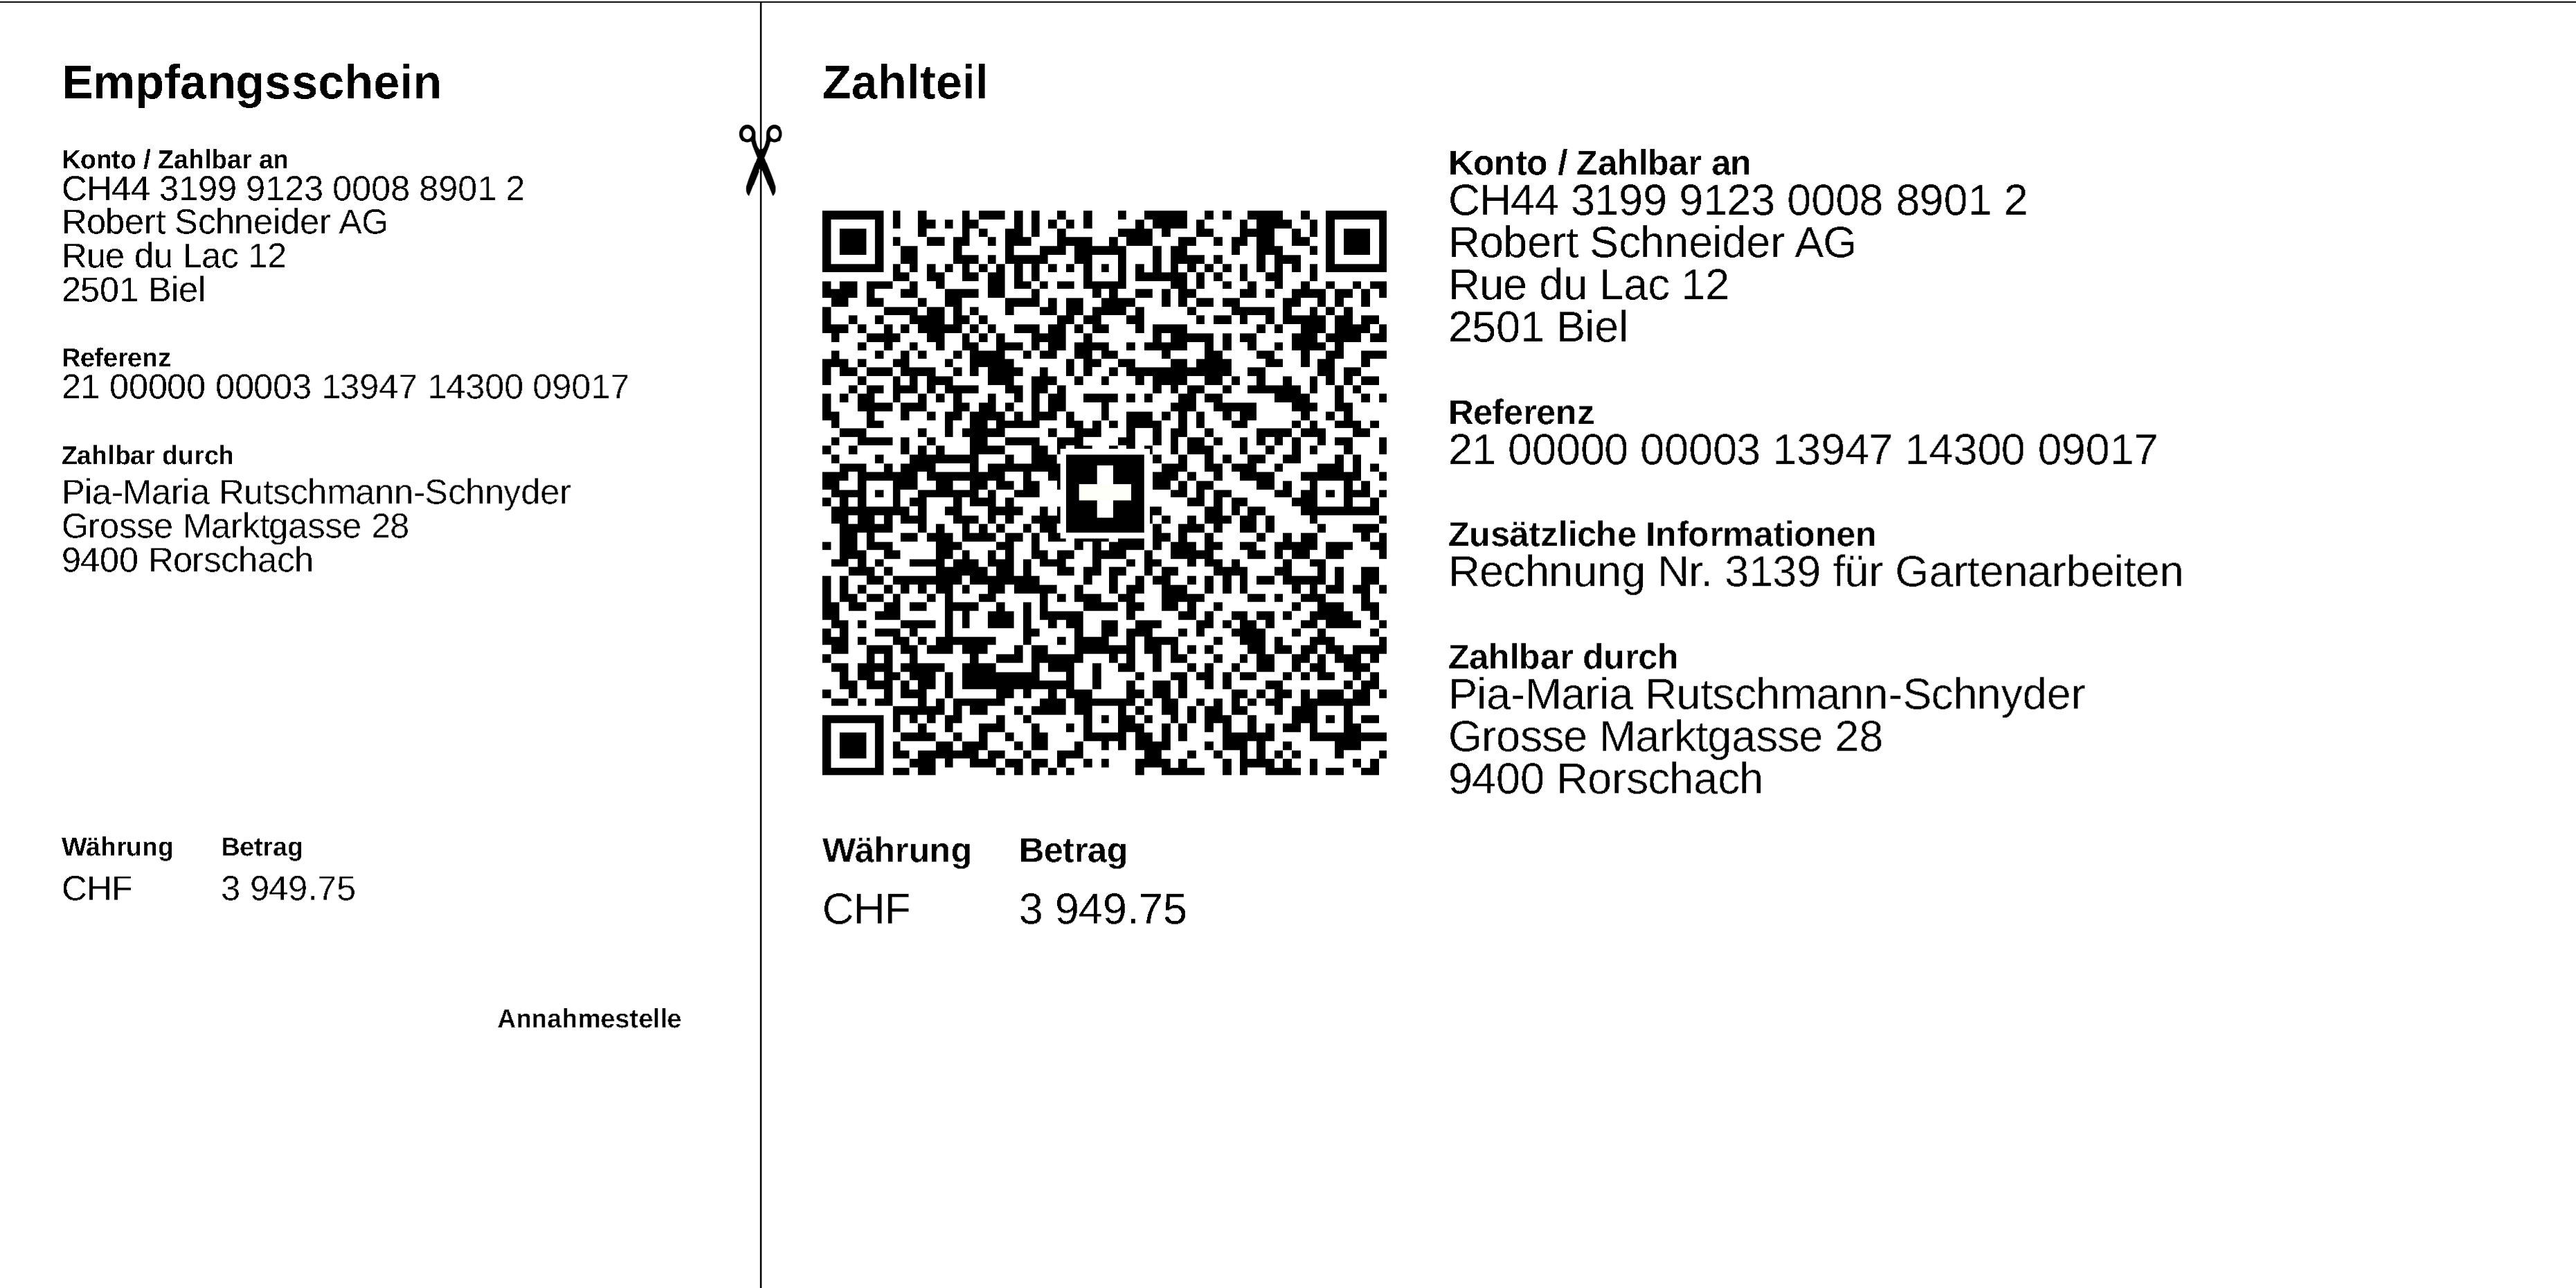 Empfangsschein
Konto / Zahlbar an
CH44 3199 9123 0008 8901 2
Robert Schneider AG
Rue du Lac 12
2501 Biel
Referenz
21 00000 00003 13947 14300 09017
Zahlbar durch
Pia-Maria Rutschmann-Schnyder
Grosse Marktgasse 28
9400 Rorschach
Währung Betrag
CHF 3 949.75
Annahmestelle
Zahlteil
Währung Betrag
CHF 3 949.75
Konto / Zahlbar an
CH44 3199 9123 0008 8901 2
Robert Schneider AG
Rue du Lac 12
2501 Biel
Referenz
21 00000 00003 13947 14300 09017
Zusätzliche Informationen
Rechnung Nr. 3139 für Gartenarbeiten
Zahlbar durch
Pia-Maria Rutschmann-Schnyder
Grosse Marktgasse 28
9400 Rorschach